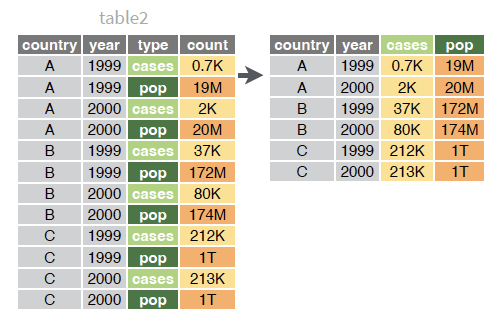 table2
country year type count
A 1999 cases 0.7K
A 1999 pop 19M
A 2000 cases 2K
A 2000 pop 20M
B 1999 cases 37K
B 1999 pop 172M
B 2000 cases 80K
B 2000 pop 174M
C 1999 cases 212K
C 1999 pop 1T
C 2000 cases 213K
C 2000 pop 1T
country year cases pop
A 1999 0.7K 19M
A 2000 2K 20M
B 1999 37K 172M
B 2000 80K 174M
C 1999 212K 1T
C 2000 213K 1T